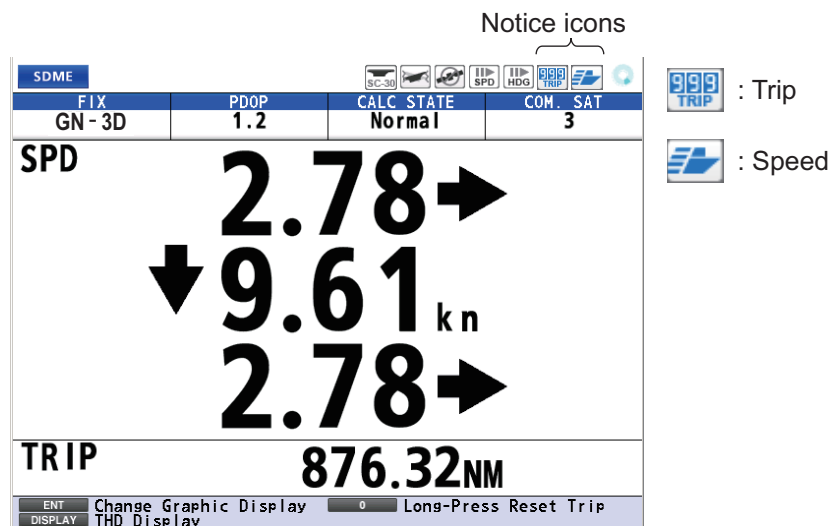 Notice icons
SDME
SC-30 SPD HDG 999 TRIP
999 TRIP : Trip
FIX PDOP CALC STATE COM. SAT
GN-3D 1.2 Normal 3
: Speed
SPD
2.78
9.61 kn
2.78
TRIP 876.32NM
ENT Change Graphic Display 0 Long-Press Reset Trip
DISPLAY THD Display